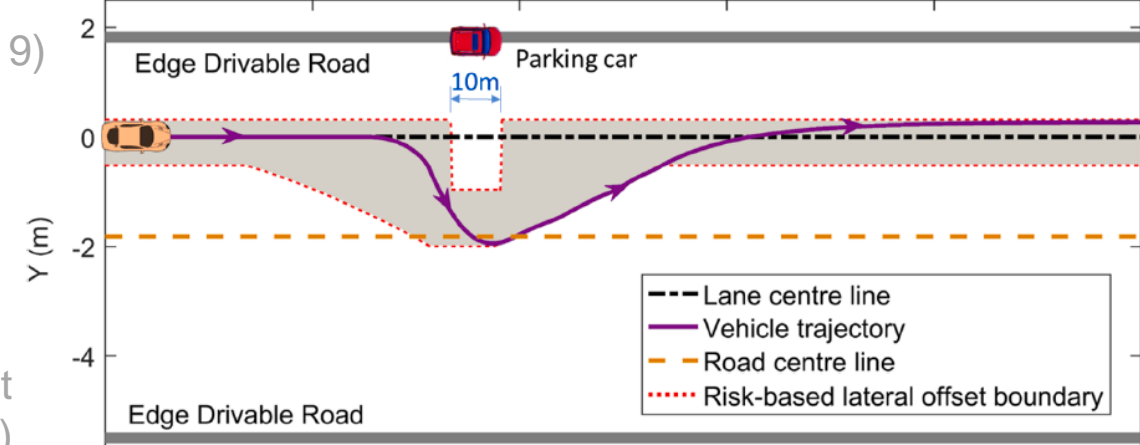 2
9)
Edge Drivable Road
Parking car
10m
0
Y (m)
-2
Lane centre line
Vehicle trajectory
-4
Road centre line
t
Risk-based lateral offset boundary
Edge Drivable Road
)